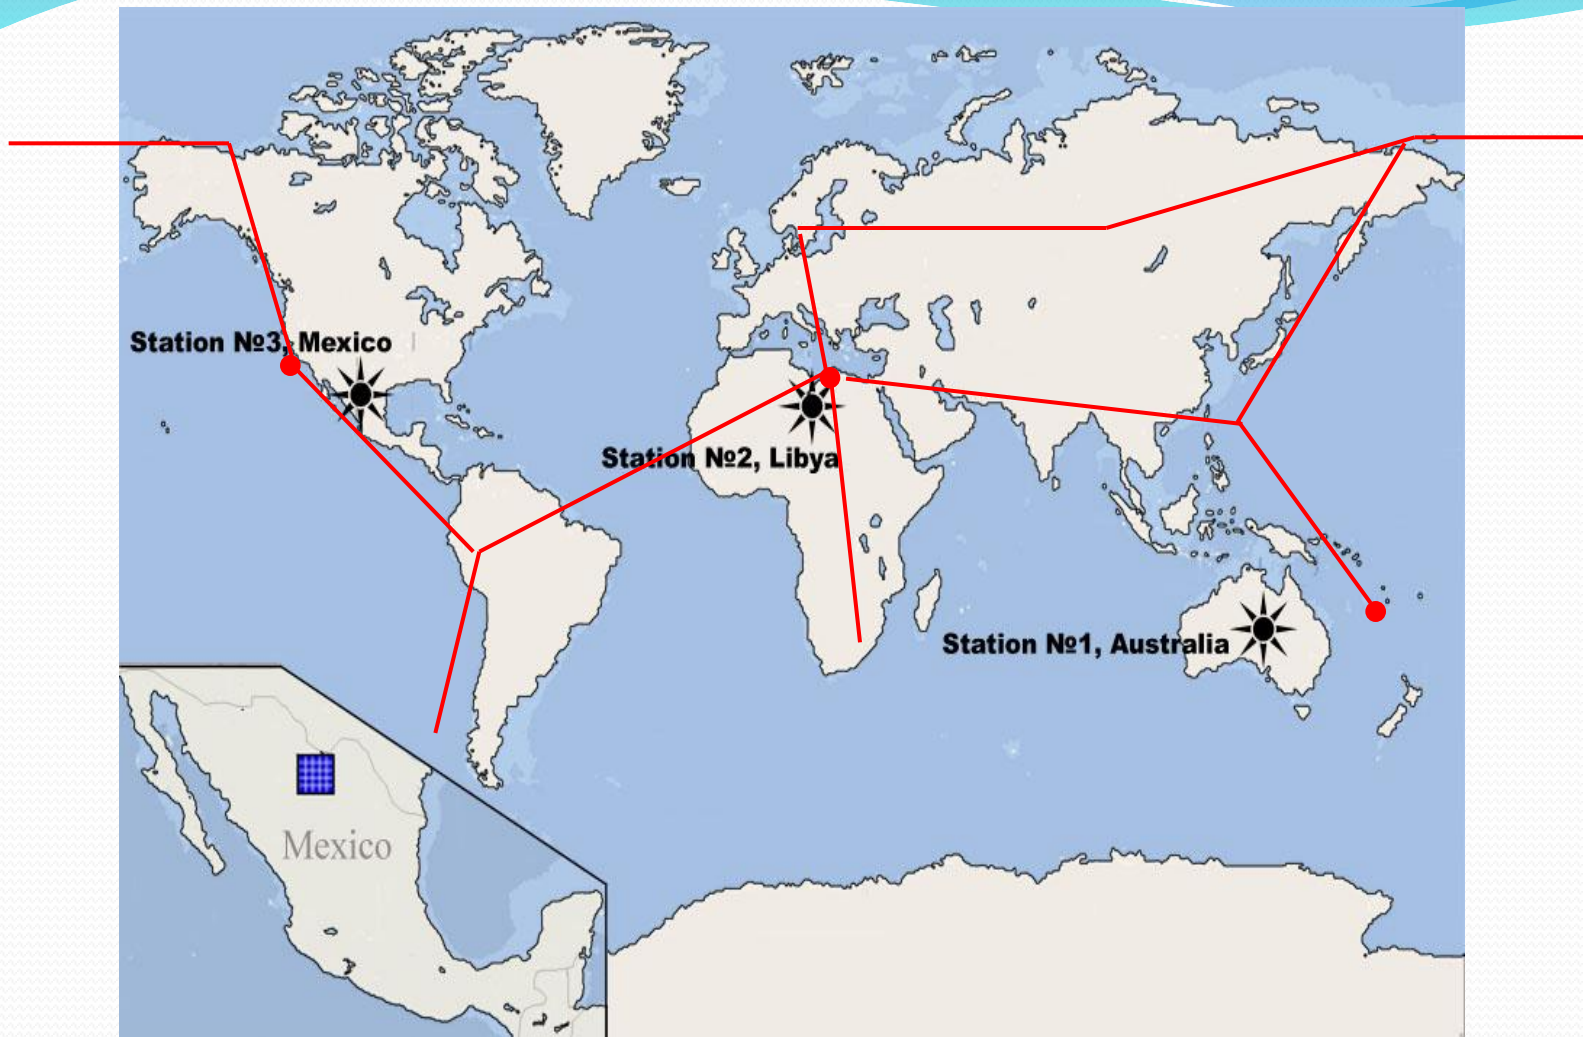 Station №3, Mexico
Station №2, Libya
Station №1, Australia
Mexico